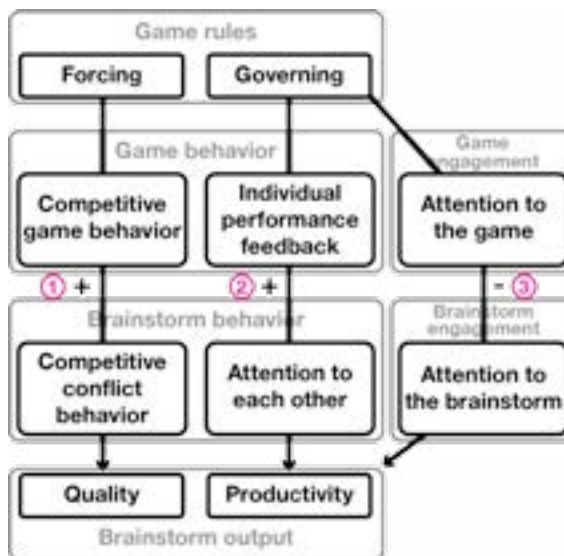 Game rules
Forcing
Governing
Game behavior
Game
engagement
Competitive
game behavior
Individual
performance
feedback
Attention to
the game
1 +
2 +
- 3
Brainstorm behavior
Brainstorm
engagement
Competitive
conflict
behavior
Attention to
each other
Attention to
the brainstorm
Quality
Productivity
Brainstorm output